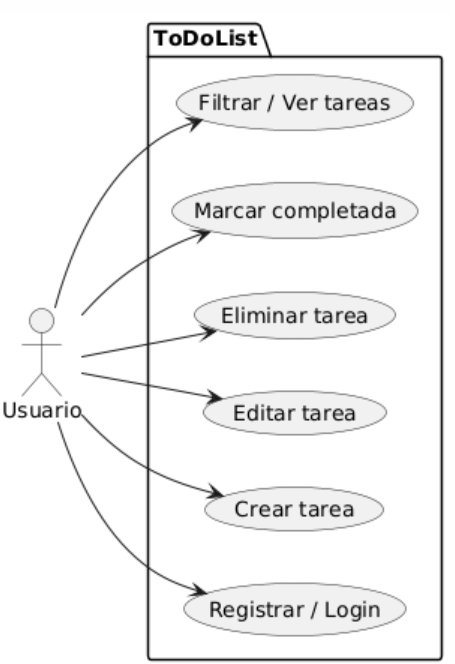 ToDoList
Filtrar / Ver tareas
Marcar completada
Eliminar tarea
Usuario
Editar tarea
Crear tarea
Registrar / Login